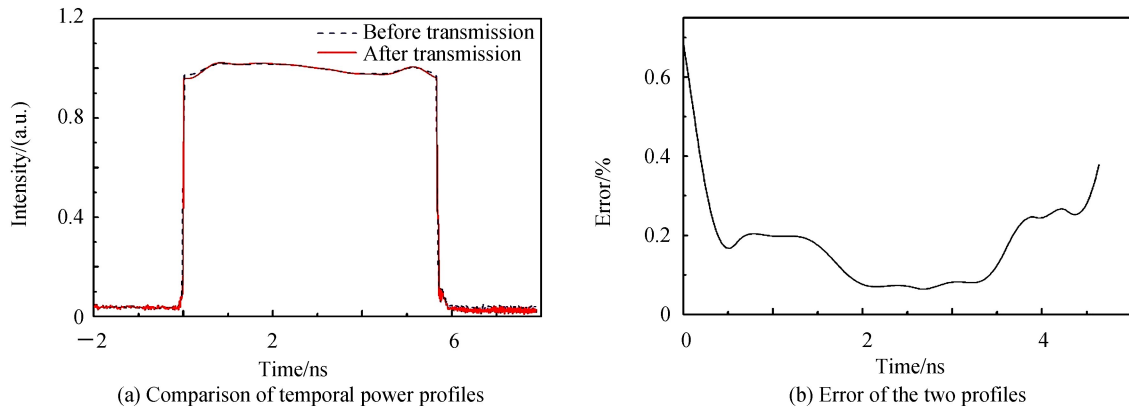 1.2
0.8
0.4
0
Intensity/(a.u.)
Before transmission
After transmission
−2
0
2
4
6
Time/ns
(a) Comparison of temporal power profiles
0.6
0.4
0.2
0
Error/%
0
2
4
Time/ns
(b) Error of the two profiles